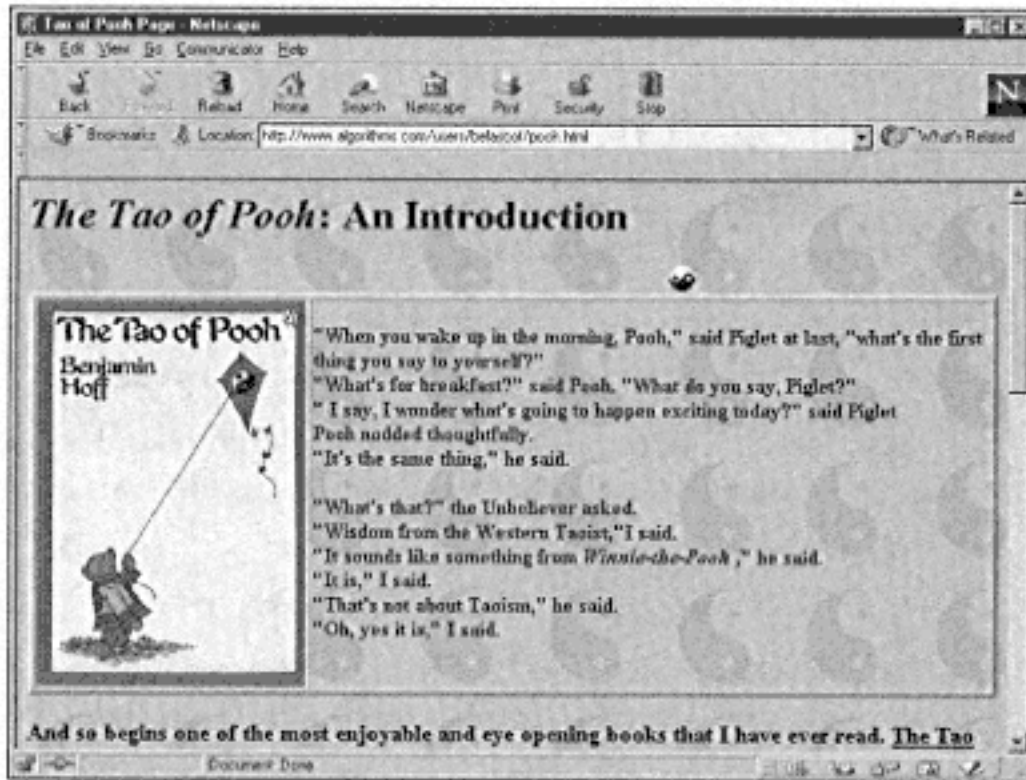 Tao of Pooh Page - Netscape
File Edit View Go Communicator Help
Back Forward Reload Home Search Netscape Print Security Stop
N
Bookmarks Location: http://www.algorithms.com/users/belascot/pooh.html What's Related
The Tao of Pooh: An Introduction
The Tao of Pooh
Benjamin
Hoff
"When you wake up in the morning, Pooh," said Piglet at last, "what's the first
thing you say to yourself?"
"What's for breakfast?" said Pooh. "What do you say, Piglet?"
" I say, I wonder what's going to happen exciting today?" said Piglet
Pooh nodded thoughtfully.
"It's the same thing," he said.
"What's that?" the Unbeliever asked.
"Wisdom from the Western Taoist,"I said.
"It sounds like something from Winnie-the-Pooh ," he said.
"It is," I said.
"That's not about Taoism," he said.
"Oh, yes it is," I said.
And so begins one of the most enjoyable and eye opening books that I have ever read. The Tao
Document Done